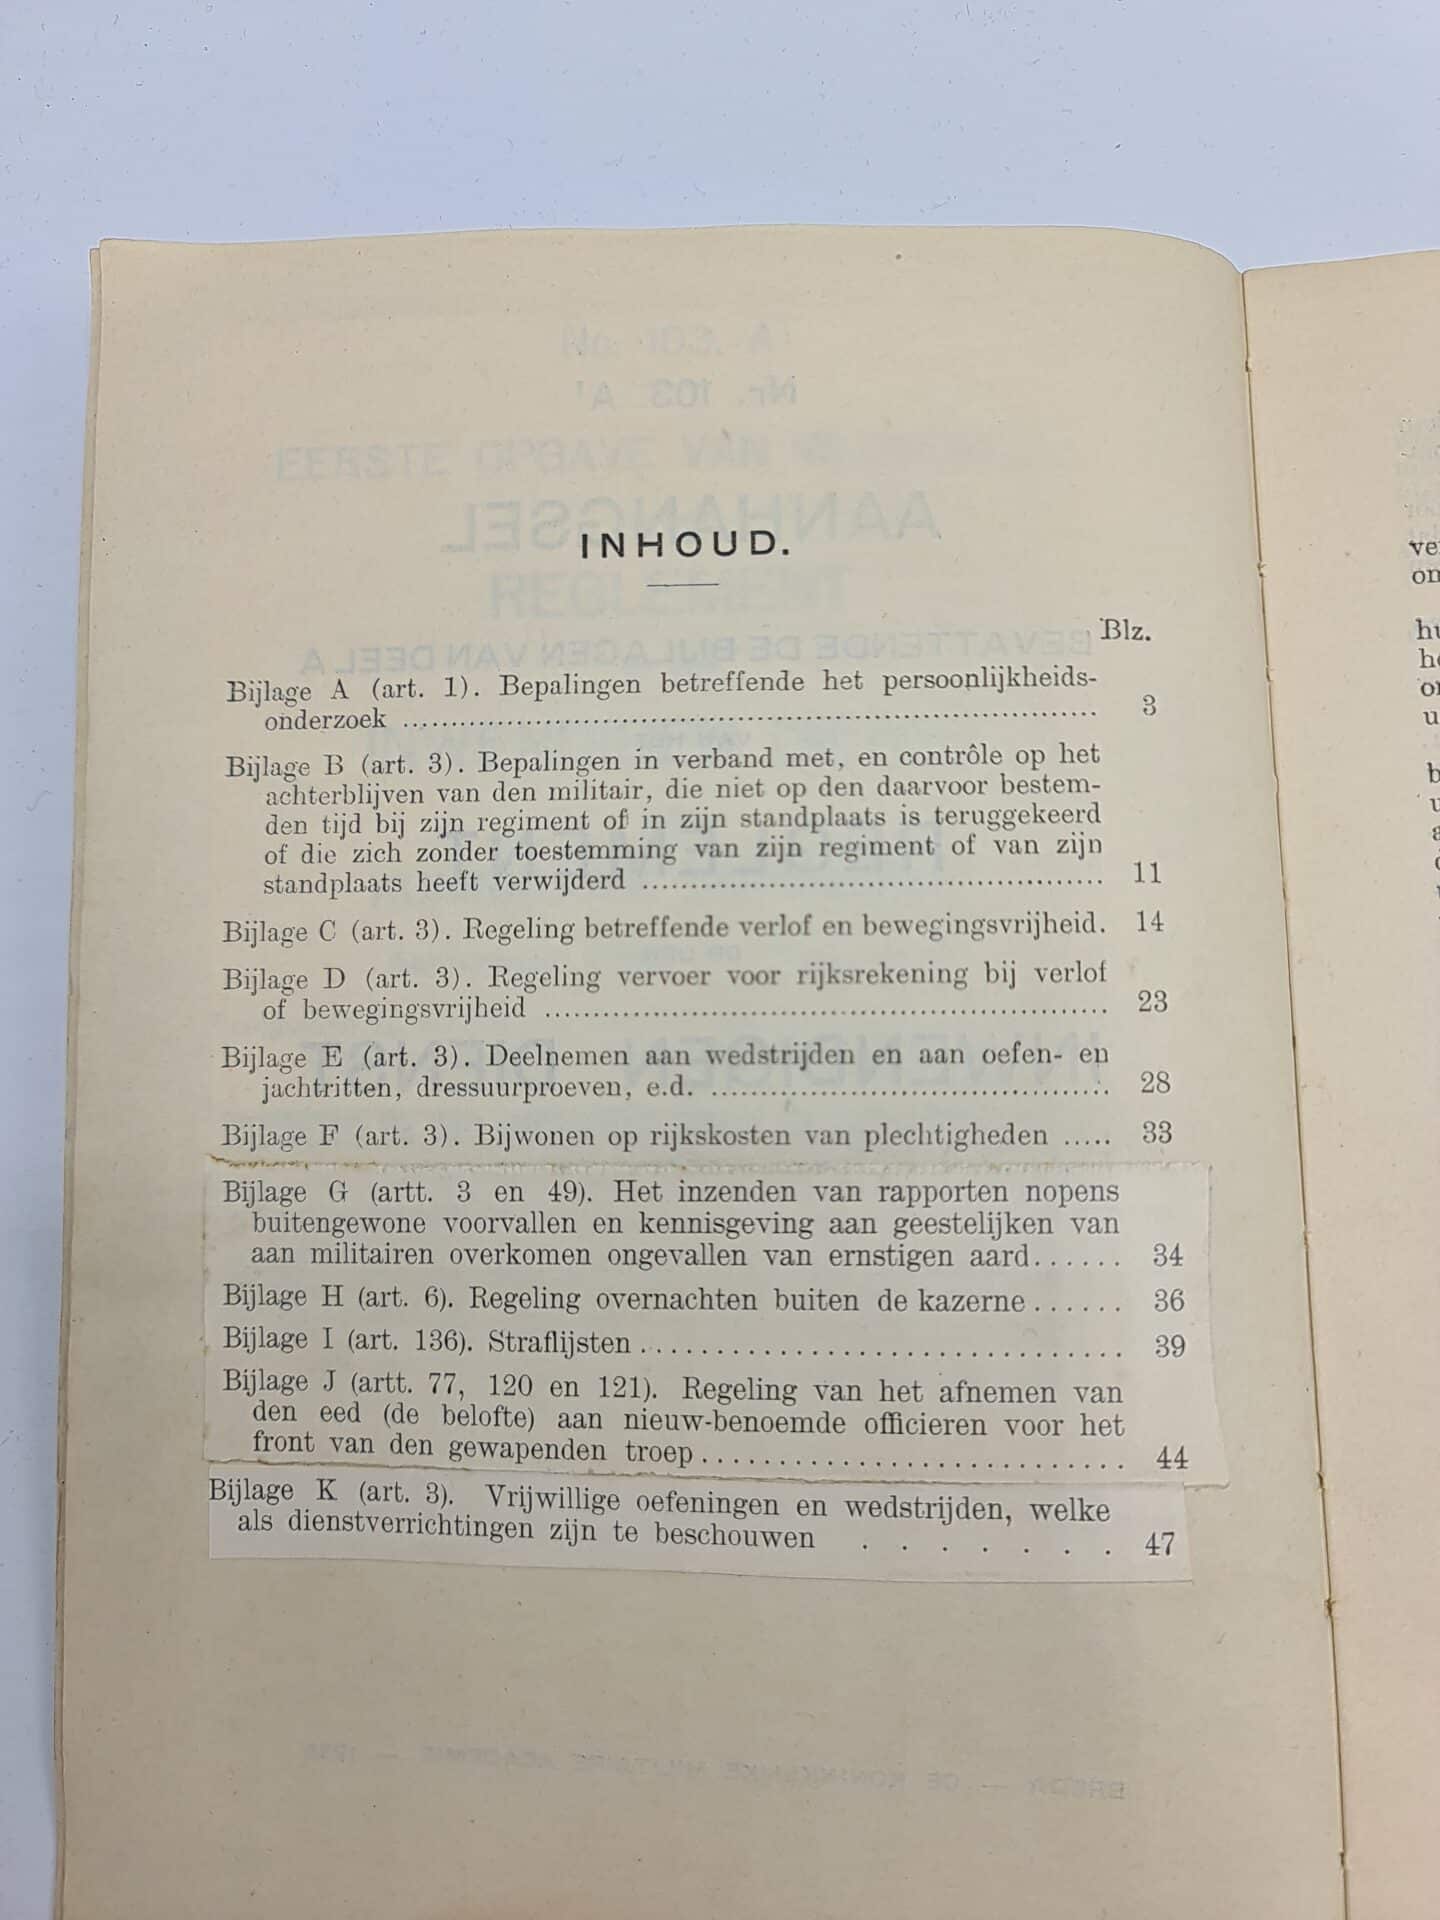 INHOUD.
Blz.
Bijlage A (art. 1). Bepalingen betreffende het persoonlijkheids-
onderzoek ........................................ 3
Bijlage B (art. 3). Bepalingen in verband met, en contrôle op het
achterblijven van den militair, die niet op den daarvoor bestem-
den tijd bij zijn regiment of in zijn standplaats is teruggekeerd
of die zich zonder toestemming van zijn regiment of van zijn
standplaats heeft verwijderd ........................................ 11
Bijlage C (art. 3). Regeling betreffende verlof en bewegingsvrijheid. 14
Bijlage D (art. 3). Regeling vervoer voor rijksrekening bij verlof
of bewegingsvrijheid ........................................ 23
Bijlage E (art. 3). Deelnemen aan wedstrijden en aan oefen- en
jachtritten, dressuurproeven, e.d. ........................................ 28
Bijlage F (art. 3). Bijwonen op rijkskosten van plechtigheden ..... 33
Bijlage G (artt. 3 en 49). Het inzenden van rapporten nopens
buitengewone voorvallen en kennisgeving aan geestelijken van
aan militairen overkomen ongevallen van ernstigen aard...... 34
Bijlage H (art. 6). Regeling overnachten buiten de kazerne...... 36
Bijlage I (art. 136). Straflijsten................................ 39
Bijlage J (artt. 77, 120 en 121). Regeling van het afnemen van
den eed (de belofte) aan nieuw-benoemde officieren voor het
front van den gewapenden troep............................ 44
Bijlage K (art. 3). Vrijwillige oefeningen en wedstrijden, welke
als dienstverrichtingen zijn te beschouwen . . . . . . . 47